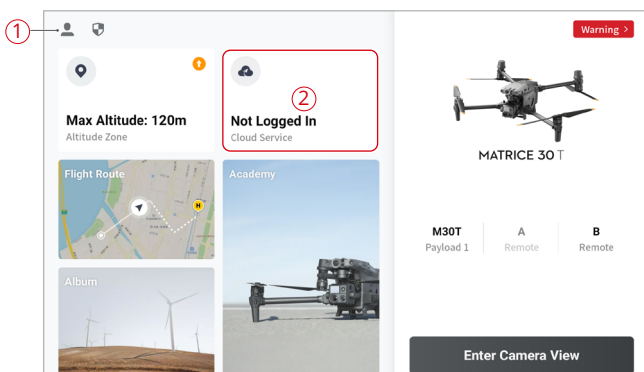 1
Warning >
2
Max Altitude: 120m
Altitude Zone
Not Logged In
Cloud Service
MATRICE 30 T
Flight Route
H
Academy
M30T
Payload 1
A
Remote
B
Remote
Album
Enter Camera View